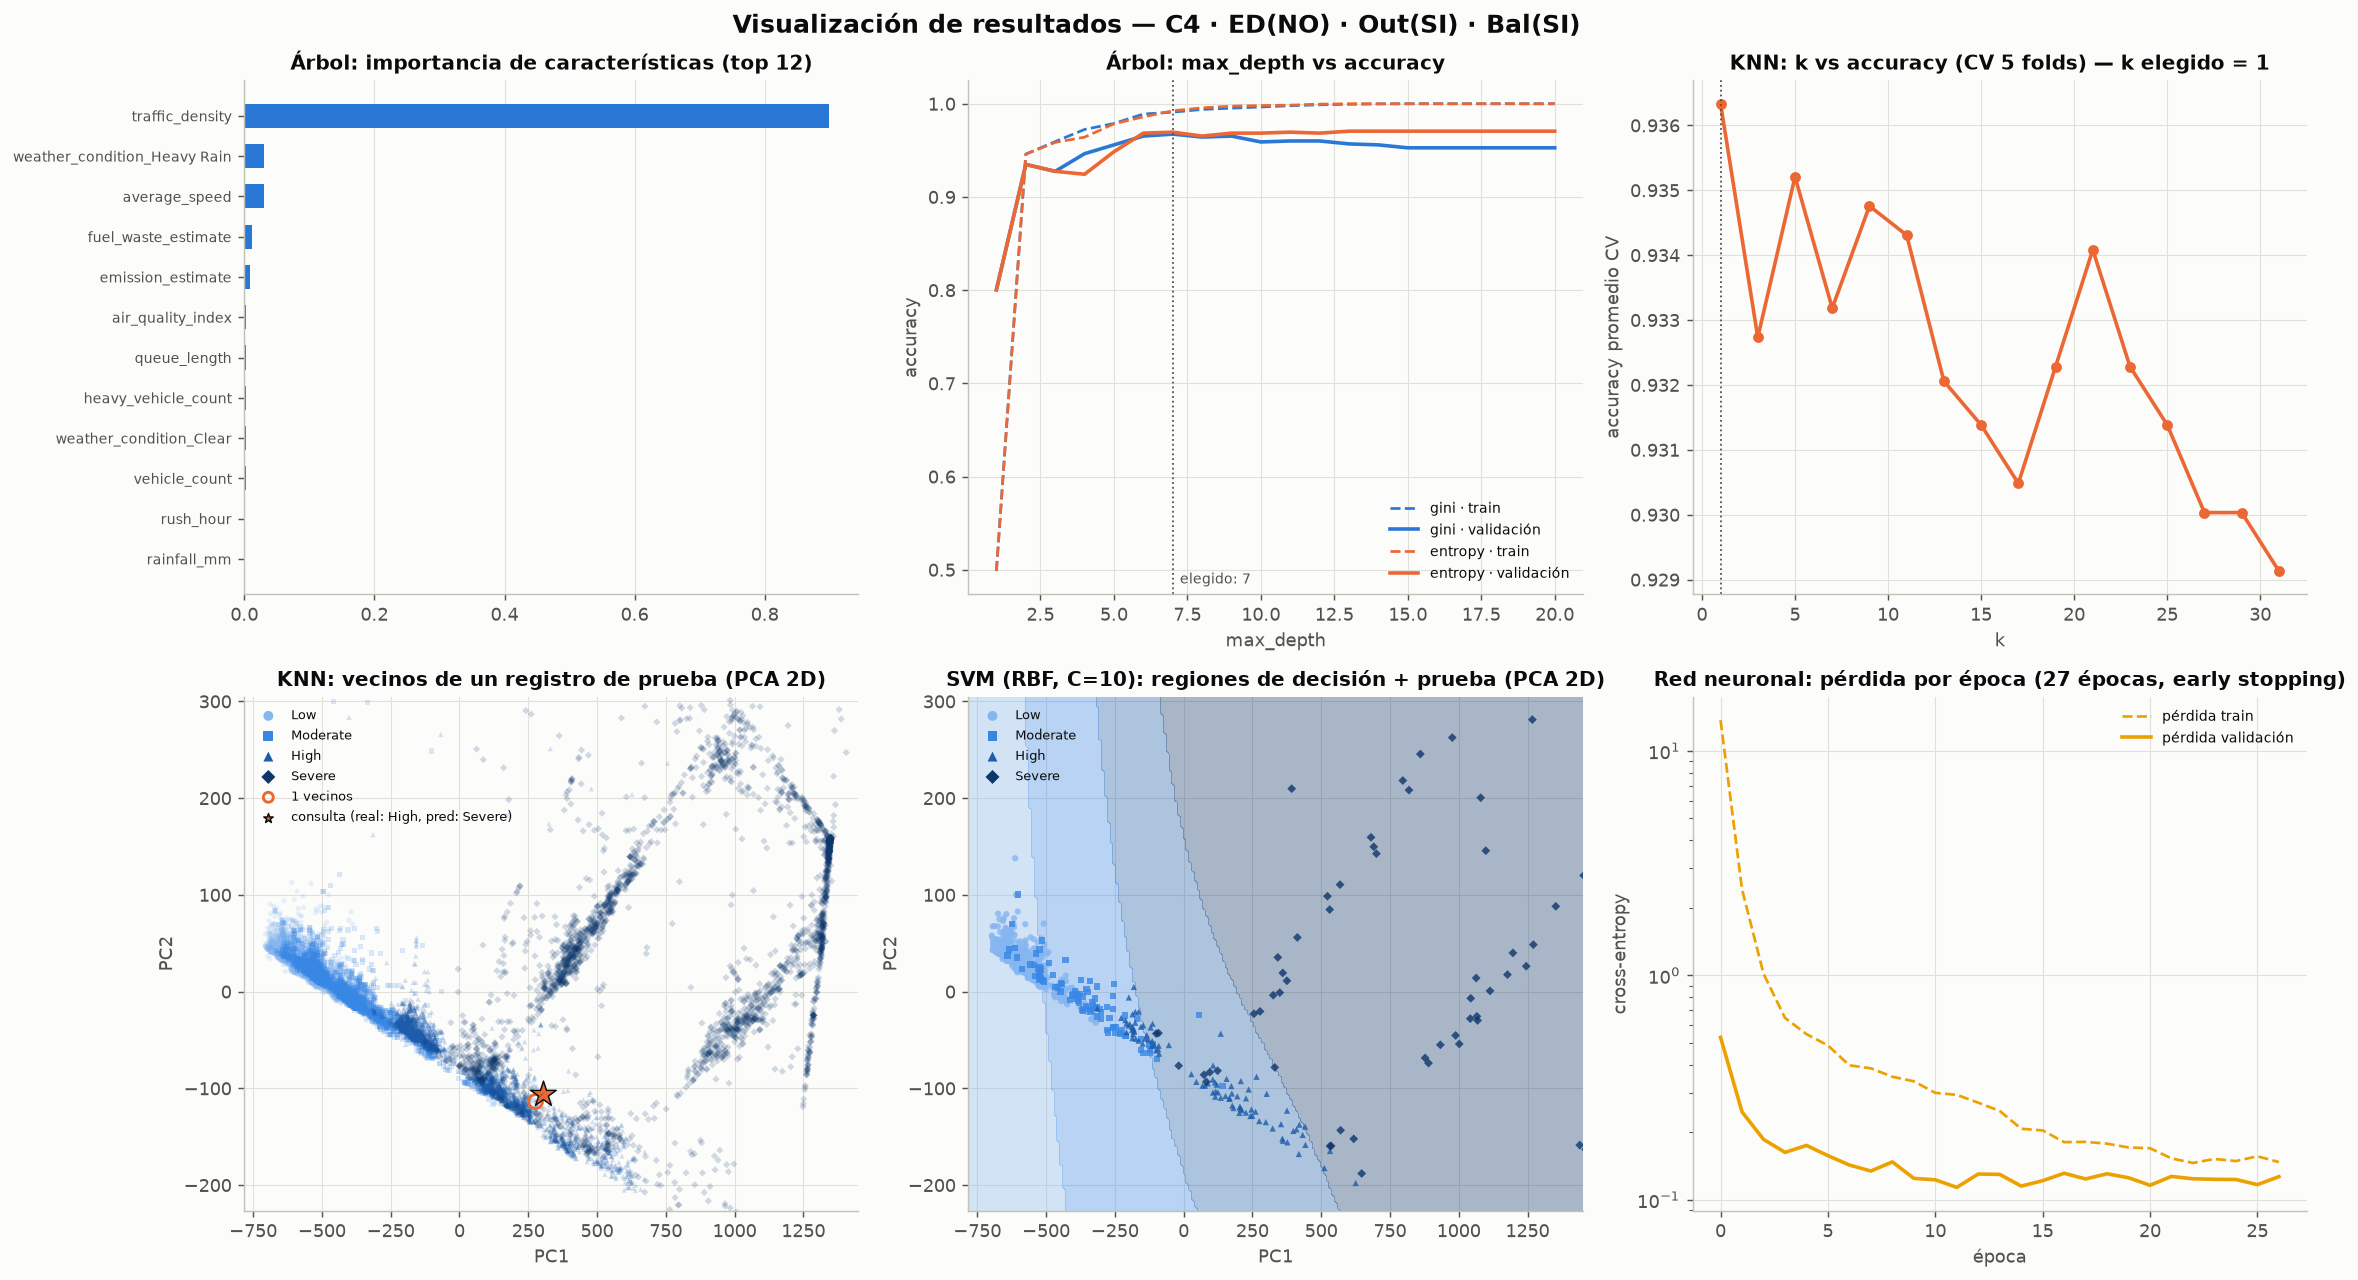 Visualización de resultados — C4 · ED(NO) · Out(SI) · Bal(SI)
Árbol: importancia de características (top 12)
traffic_density
weather_condition_Heavy Rain
average_speed
fuel_waste_estimate
emission_estimate
air_quality_index
queue_length
heavy_vehicle_count
weather_condition_Clear
vehicle_count
rush_hour
rainfall_mm
0.0 0.2 0.4 0.6 0.8
Árbol: max_depth vs accuracy
accuracy
1.0
0.9
0.8
0.7
0.6
0.5
gini · train
gini · validación
entropy · train
entropy · validación
elegido: 7
2.5 5.0 7.5 10.0 12.5 15.0 17.5 20.0
max_depth
KNN: k vs accuracy (CV 5 folds) — k elegido = 1
accuracy promedio CV
0.936
0.935
0.934
0.933
0.932
0.931
0.930
0.929
0 5 10 15 20 25 30
k
KNN: vecinos de un registro de prueba (PCA 2D)
PC2
300
200
100
0
−100
−200
Low
Moderate
High
Severe
1 vecinos
consulta (real: High, pred: Severe)
−750 −500 −250 0 250 500 750 1000 1250
PC1
SVM (RBF, C=10): regiones de decisión + prueba (PCA 2D)
PC2
300
200
100
0
−100
−200
Low
Moderate
High
Severe
−750 −500 −250 0 250 500 750 1000 1250
PC1
Red neuronal: pérdida por época (27 épocas, early stopping)
cross-entropy
10¹
10⁰
10⁻¹
pérdida train
pérdida validación
0 5 10 15 20 25
época